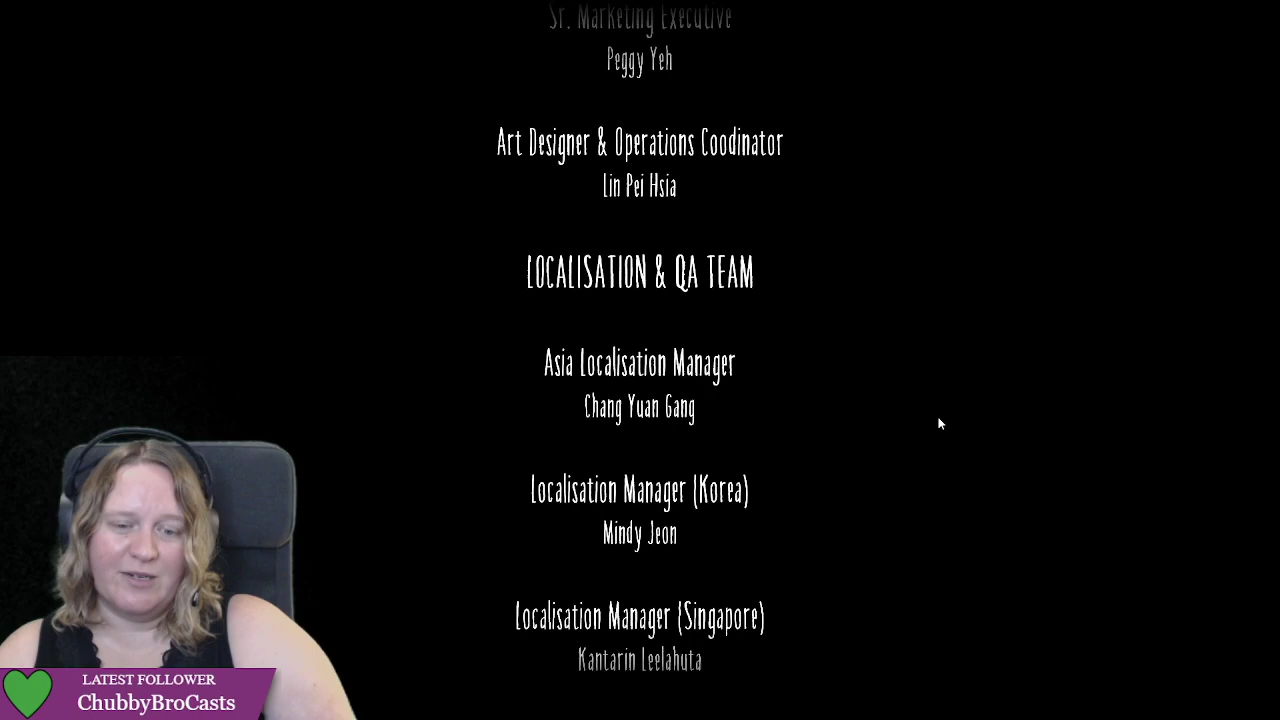 Sr. Marketing Executive
Peggy Yeh
Art Designer & Operations Coodinator
Lin Pei Hsia
LOCALISATION & QA TEAM
Asia Localisation Manager
Chang Yuan Gang
Localisation Manager (Korea)
Mindy Jeon
Localisation Manager (Singapore)
Kantarin Leelahuta
LATEST FOLLOWER
ChubbyBroCasts